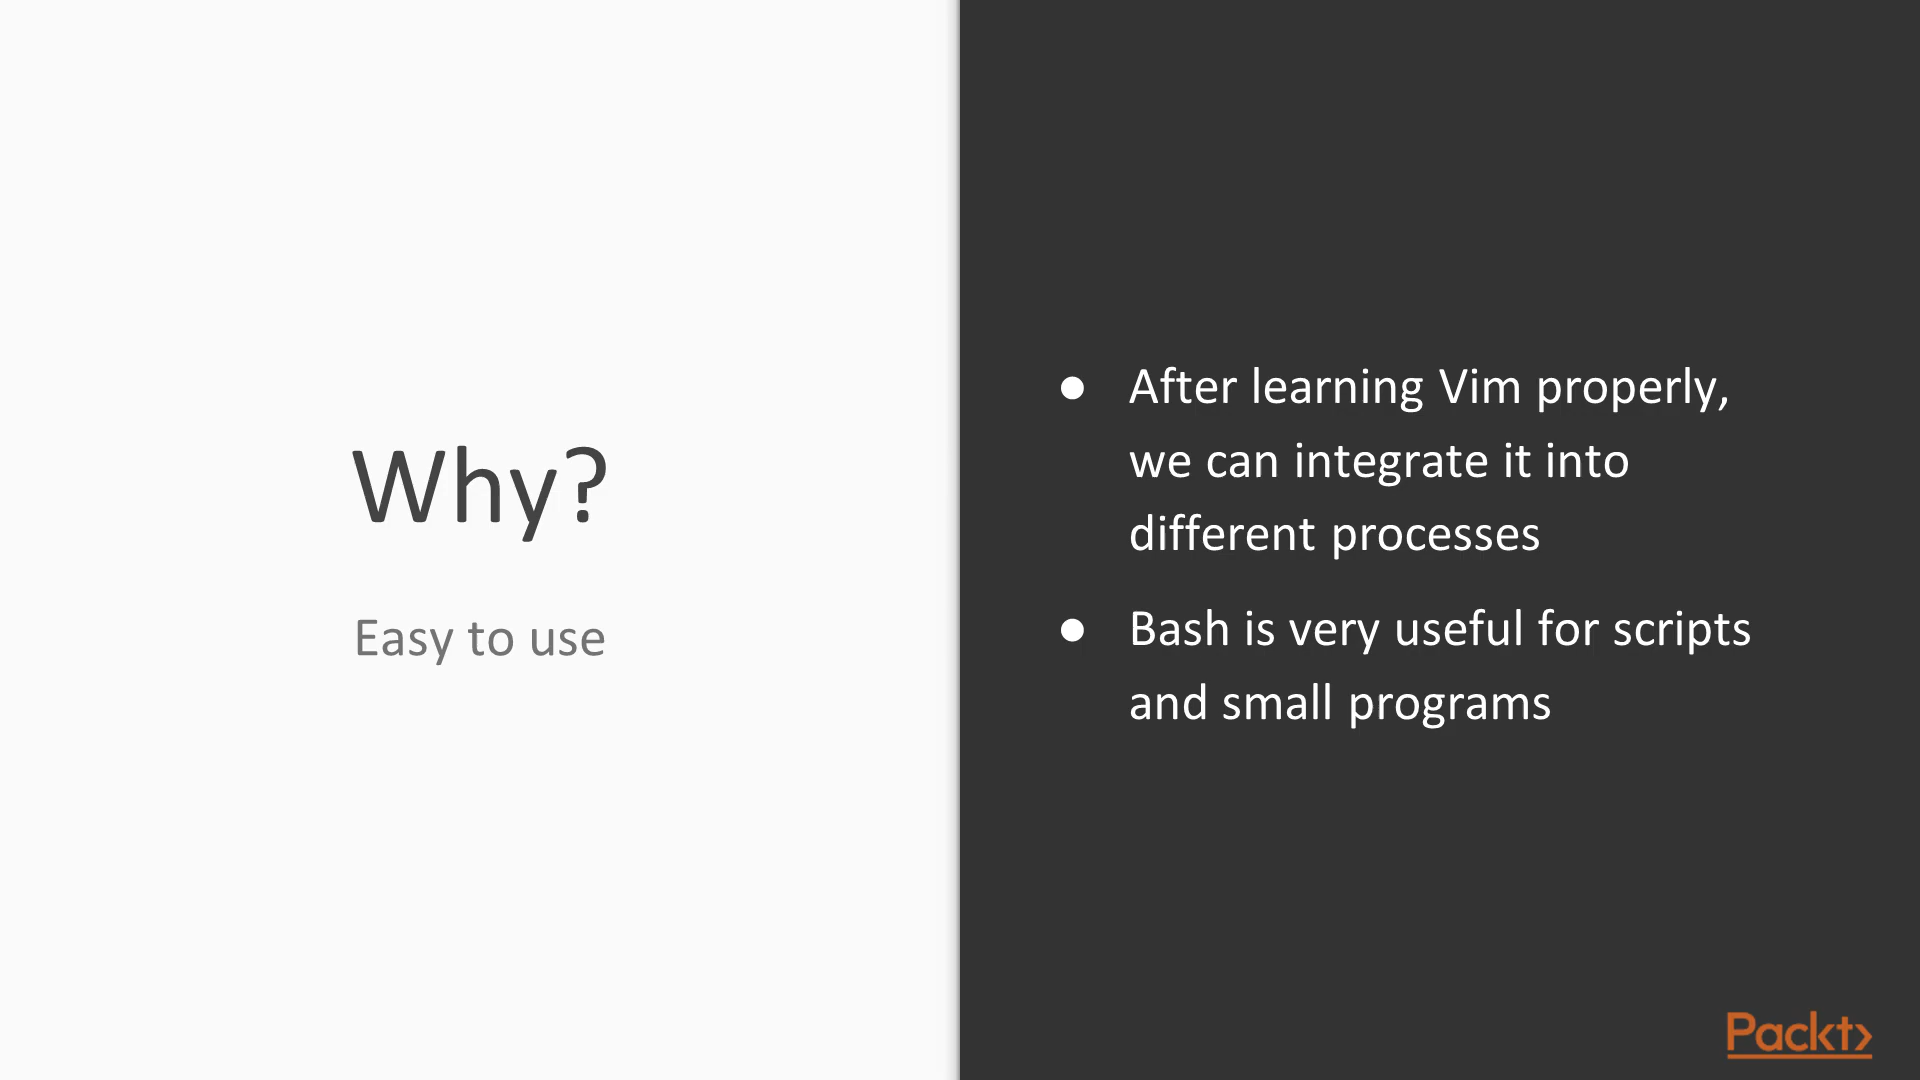 Why?
Easy to use
● After learning Vim properly,
we can integrate it into
different processes
● Bash is very useful for scripts
and small programs
Packt>